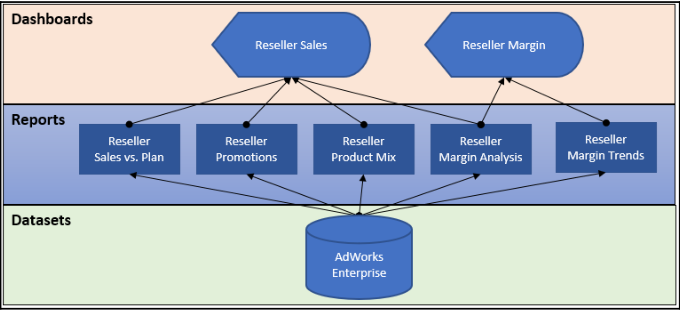 Dashboards
Reseller Sales
Reseller Margin
Reports
Reseller
Sales vs. Plan
Reseller
Promotions
Reseller
Product Mix
Reseller
Margin Analysis
Reseller
Margin Trends
Datasets
AdWorks
Enterprise